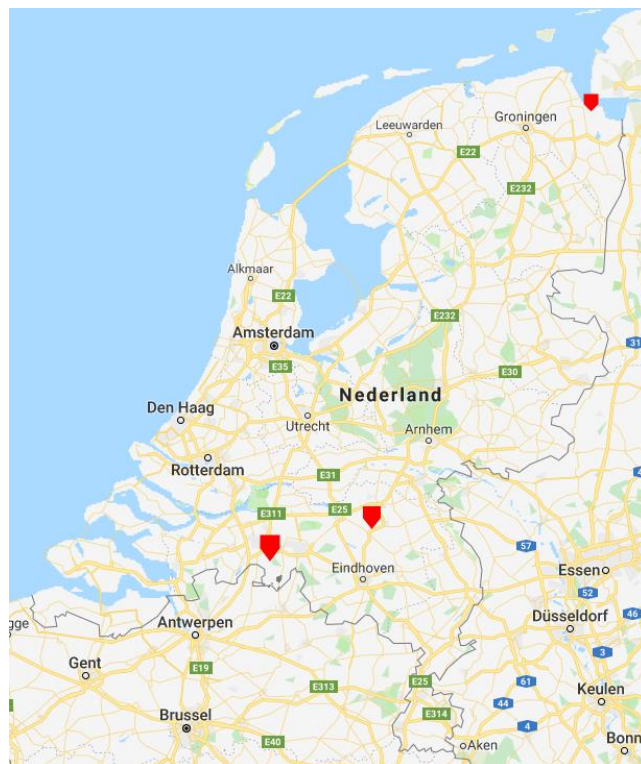 Groningen
Leeuwarden
E22
E232
Alkmaar
E22
E232
31
Amsterdam
E35
E30
Nederland
Den Haag
Utrecht
Arnhem
Rotterdam
E31
E311
E25
57
Eindhoven
Essen
52
46
Antwerpen
Düsseldorf
gge
3
E19
Gent
E313
E25
61
44
Keulen
E314
Brussel
4
E40
Aken
Bonn